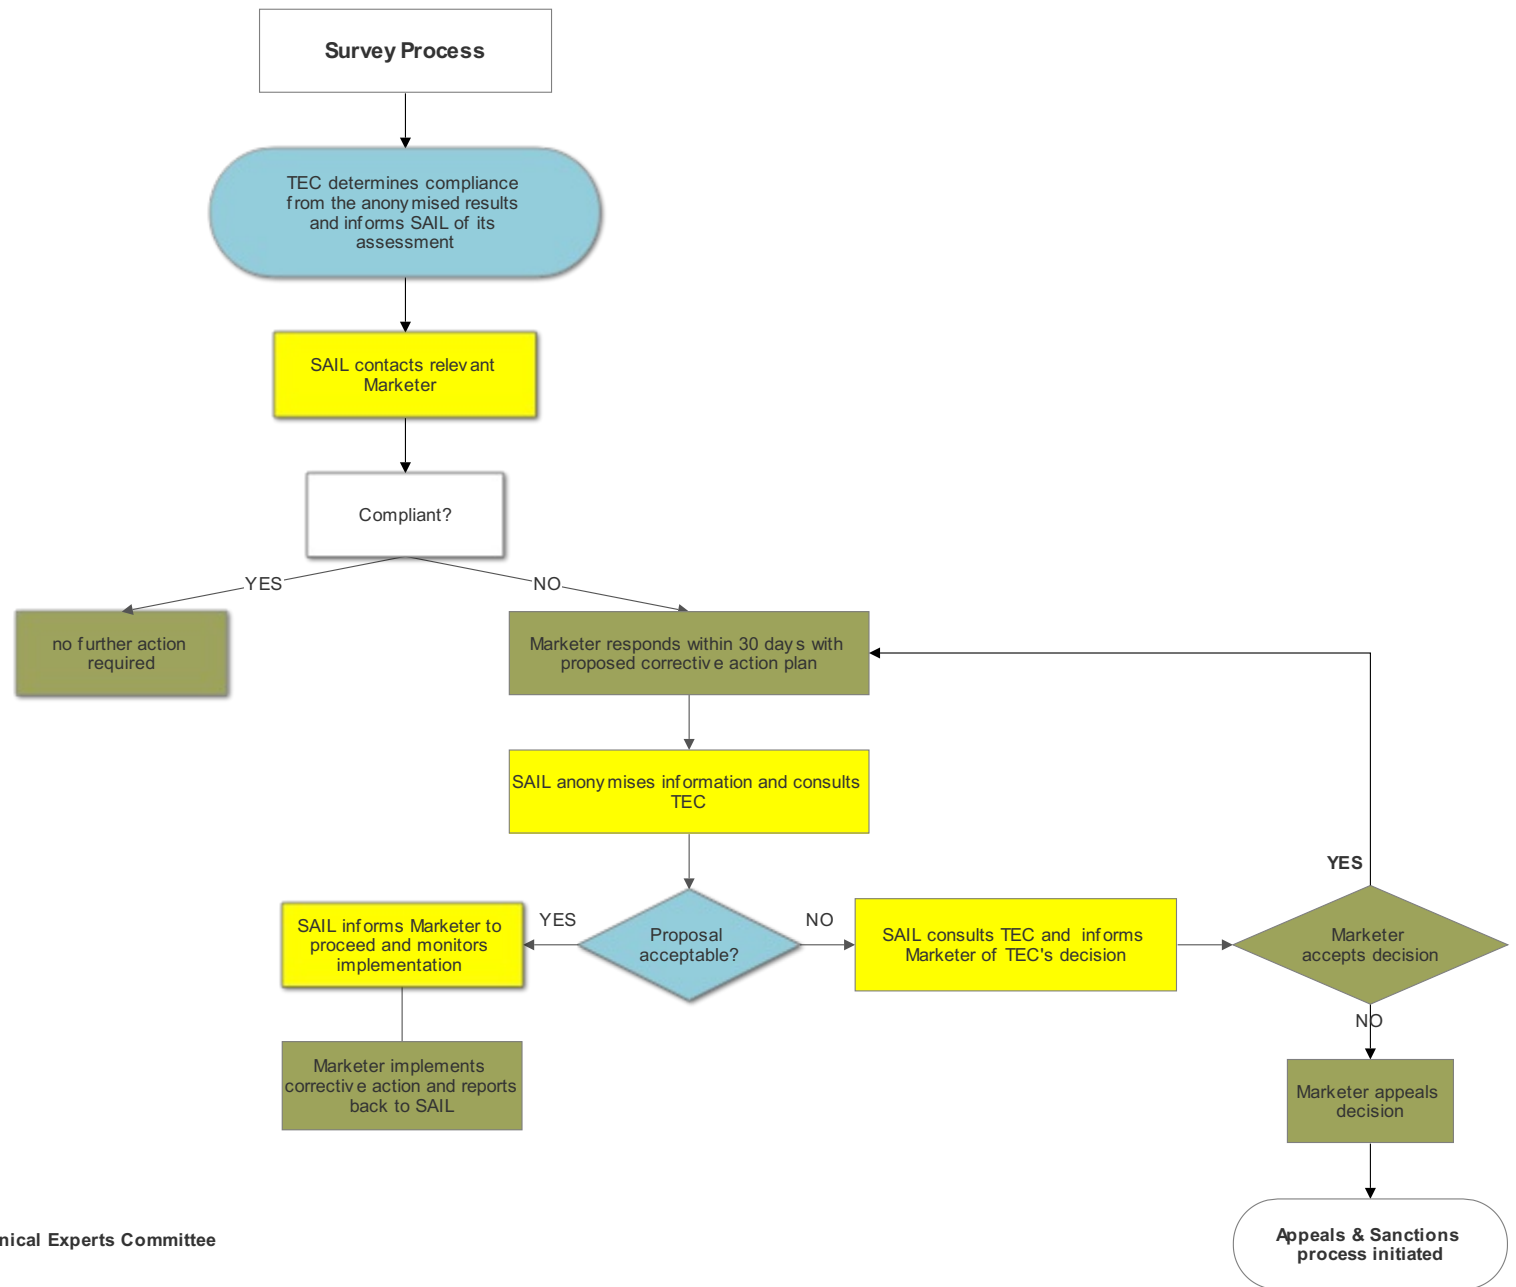 Survey Process
TEC determines compliance
from the anonymised results
and informs SAIL of its
assessment
SAIL contacts relevant
Marketer
Compliant?
YES
NO
no further action
required
Marketer responds within 30 days with
proposed corrective action plan
SAIL anonymises information and consults
TEC
YES
SAIL informs Marketer to
proceed and monitors
implementation
YES
Proposal
acceptable?
NO
SAIL consults TEC and informs
Marketer of TEC's decision
Marketer
accepts decision
NO
Marketer implements
corrective action and reports
back to SAIL
Marketer appeals
decision
Experts Committee
Appeals & Sanctions
process initiated